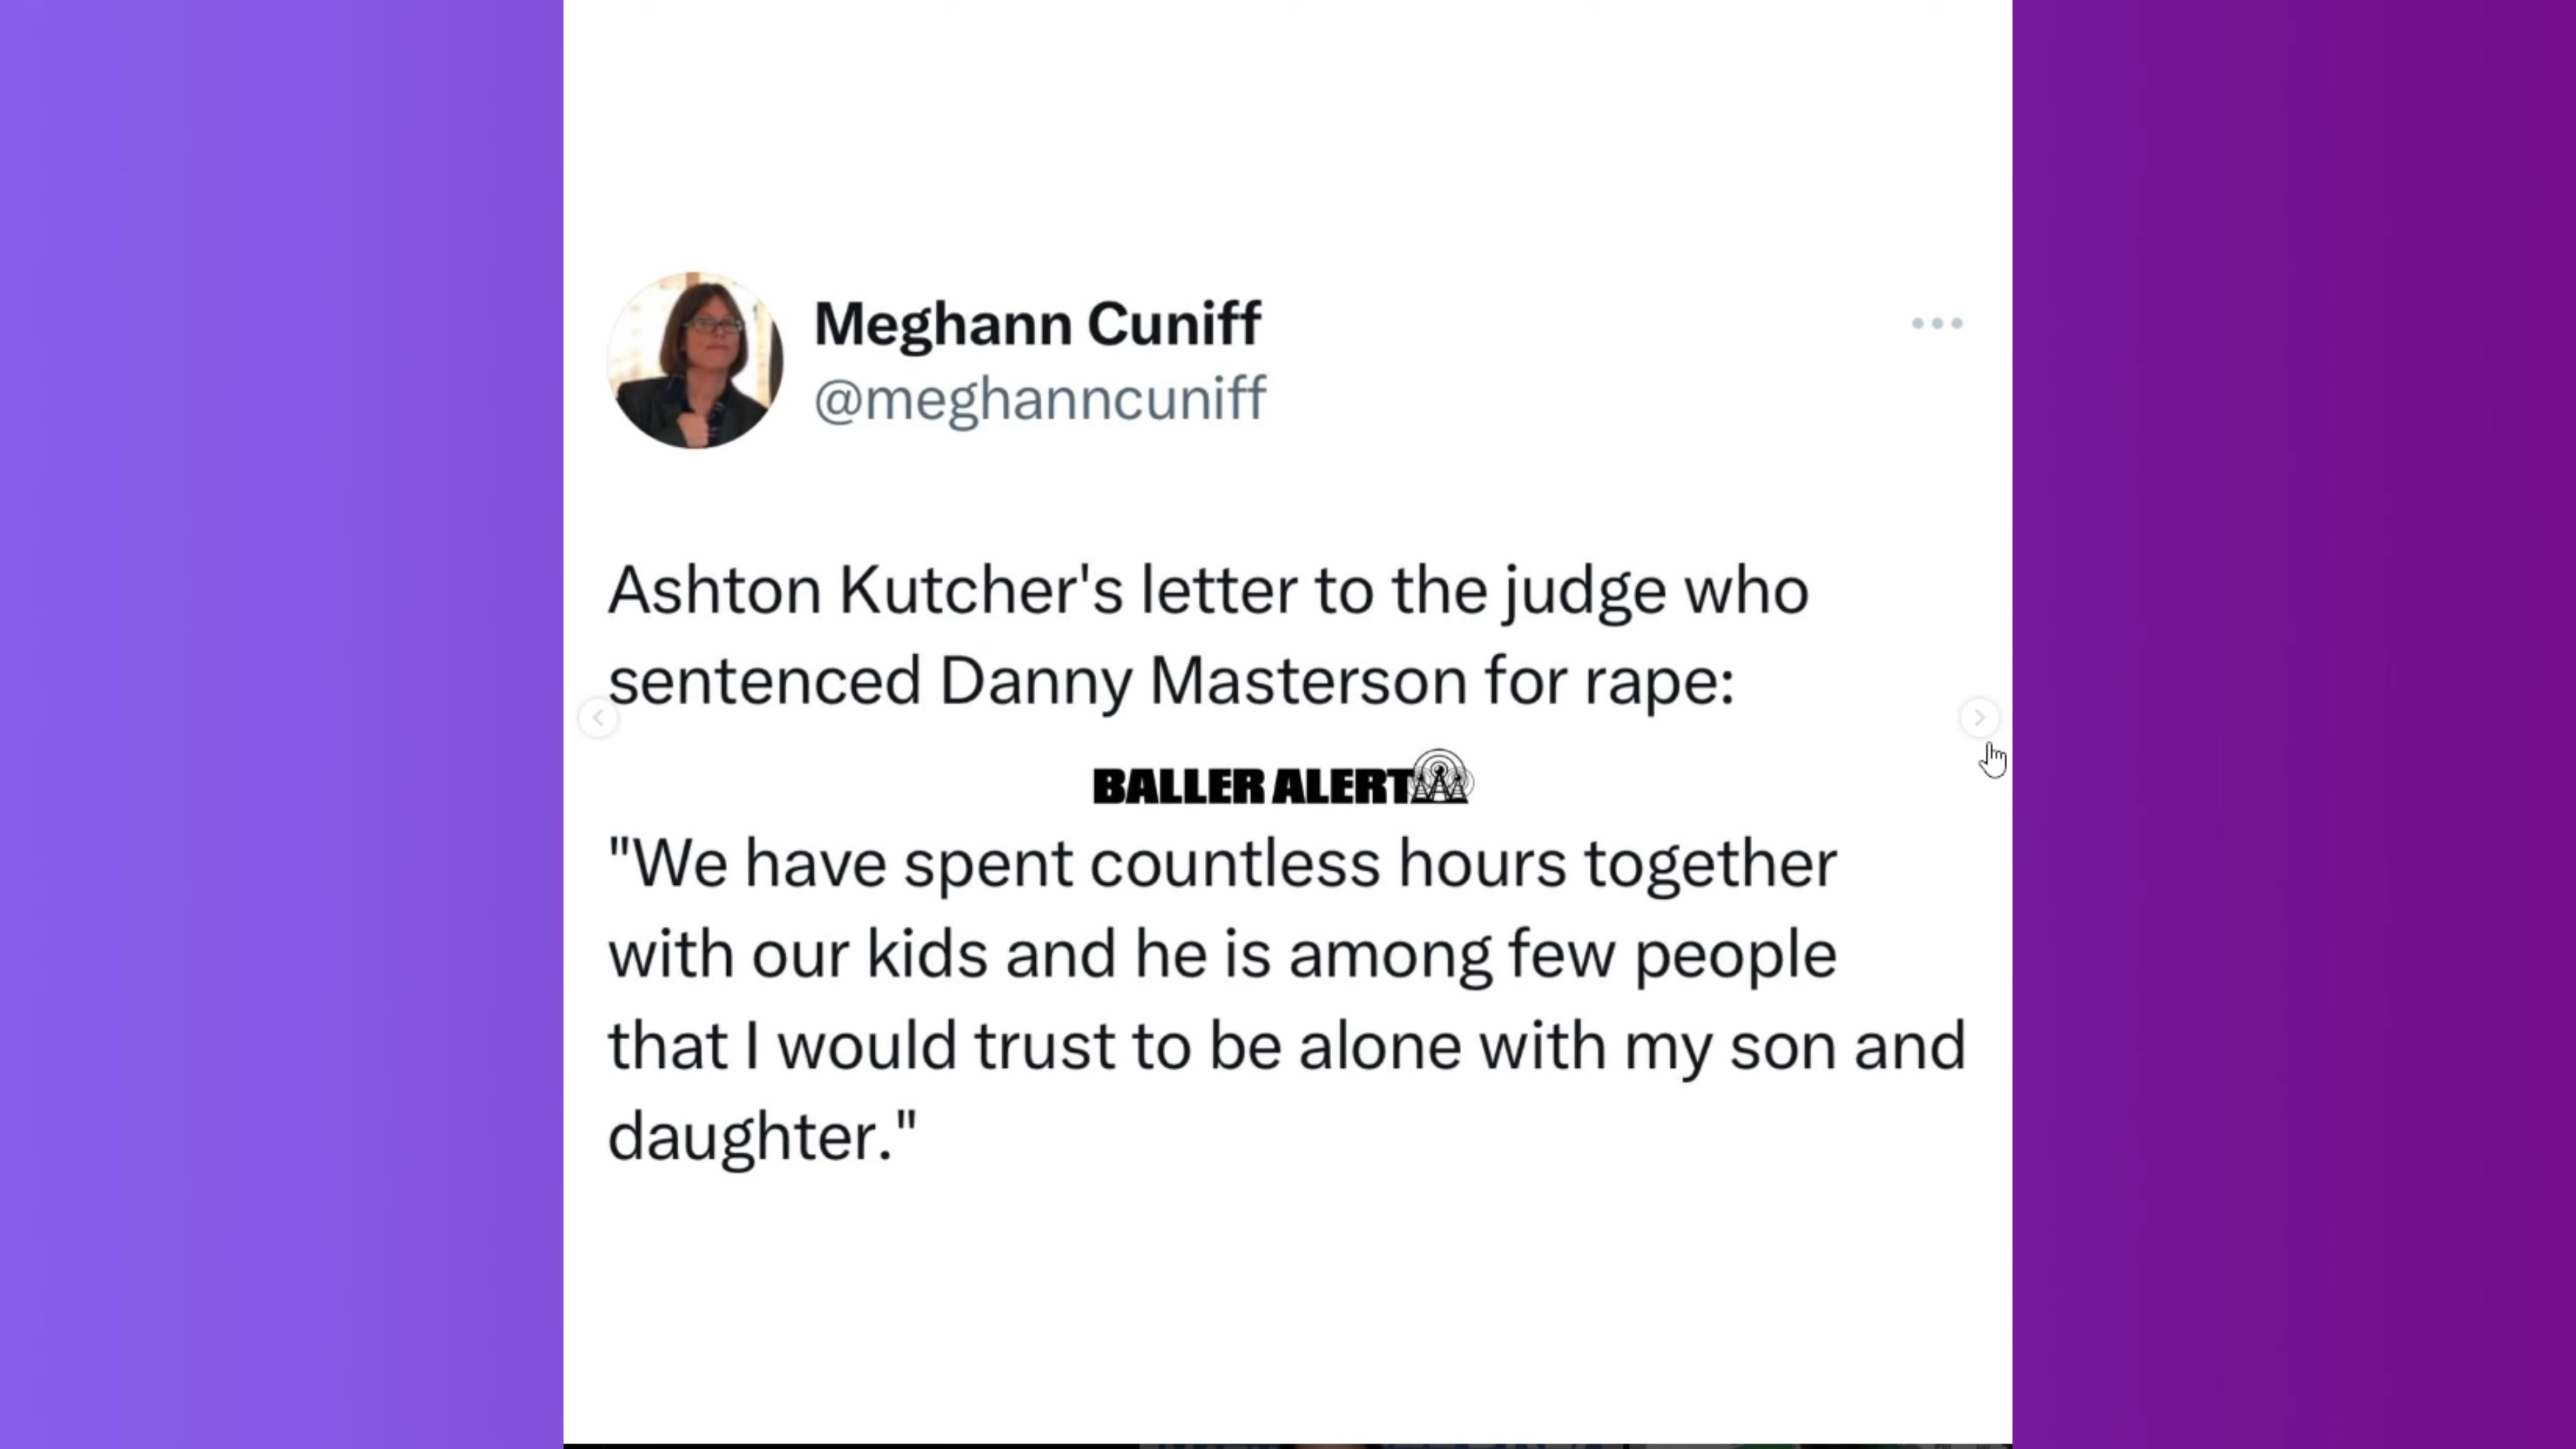 Meghann Cuniff
@meghanncuniff
Ashton Kutcher's letter to the judge who
sentenced Danny Masterson for rape:
BALLER ALERT
"We have spent countless hours together
with our kids and he is among few people
that I would trust to be alone with my son and
daughter."